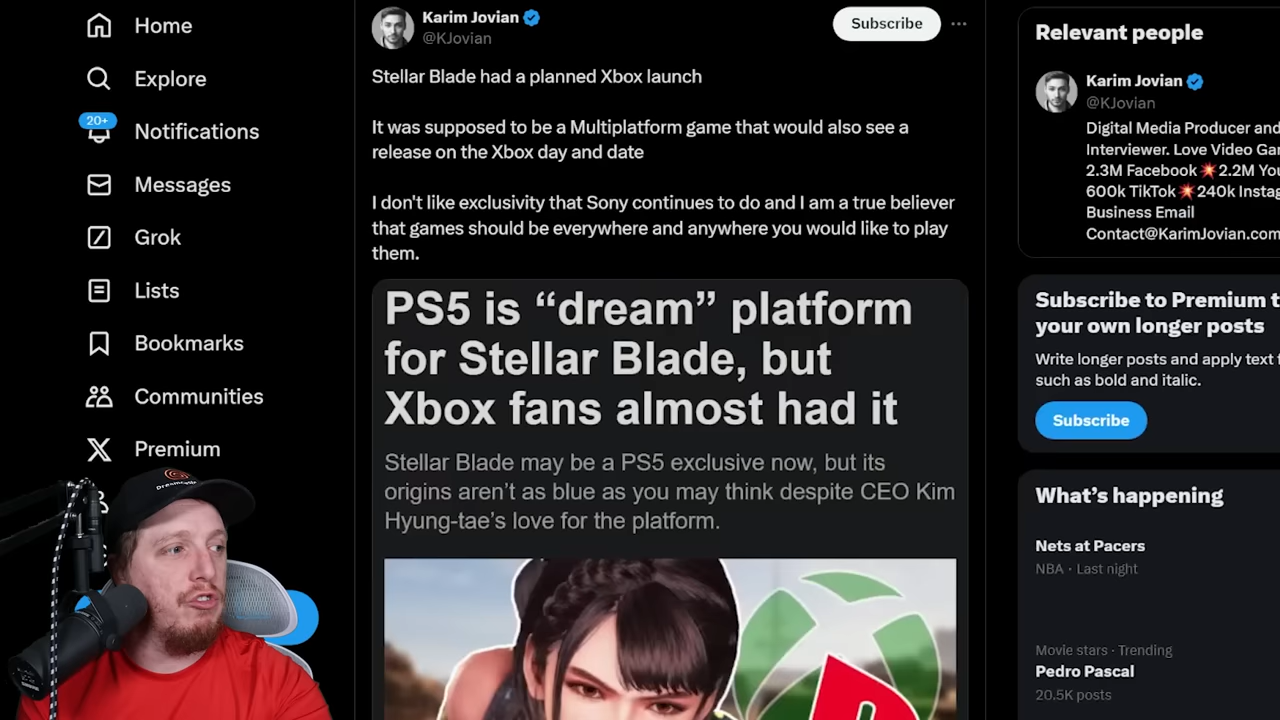 Home
Explore
20+
Notifications
Messages
Grok
Lists
Bookmarks
Communities
Premium
Karim Jovian
@KJovian
Subscribe
Stellar Blade had a planned Xbox launch
It was supposed to be a Multiplatform game that would also see a
release on the Xbox day and date
I don't like exclusivity that Sony continues to do and I am a true believer
that games should be everywhere and anywhere you would like to play
them.
PS5 is “dream” platform
for Stellar Blade, but
Xbox fans almost had it
Stellar Blade may be a PS5 exclusive now, but its
origins aren’t as blue as you may think despite CEO Kim
Hyung-tae’s love for the platform.
Relevant people
Karim Jovian
@KJovian
Digital Media Producer and
Interviewer. Love Video Ga
2.3M Facebook 💥2.2M You
600k TikTok💥240k Instag
Business Email
Contact@KarimJovian.com
Subscribe to Premium t
your own longer posts
Write longer posts and apply text f
such as bold and italic.
Subscribe
What’s happening
Nets at Pacers
NBA · Last night
Movie stars · Trending
Pedro Pascal
20.5K posts